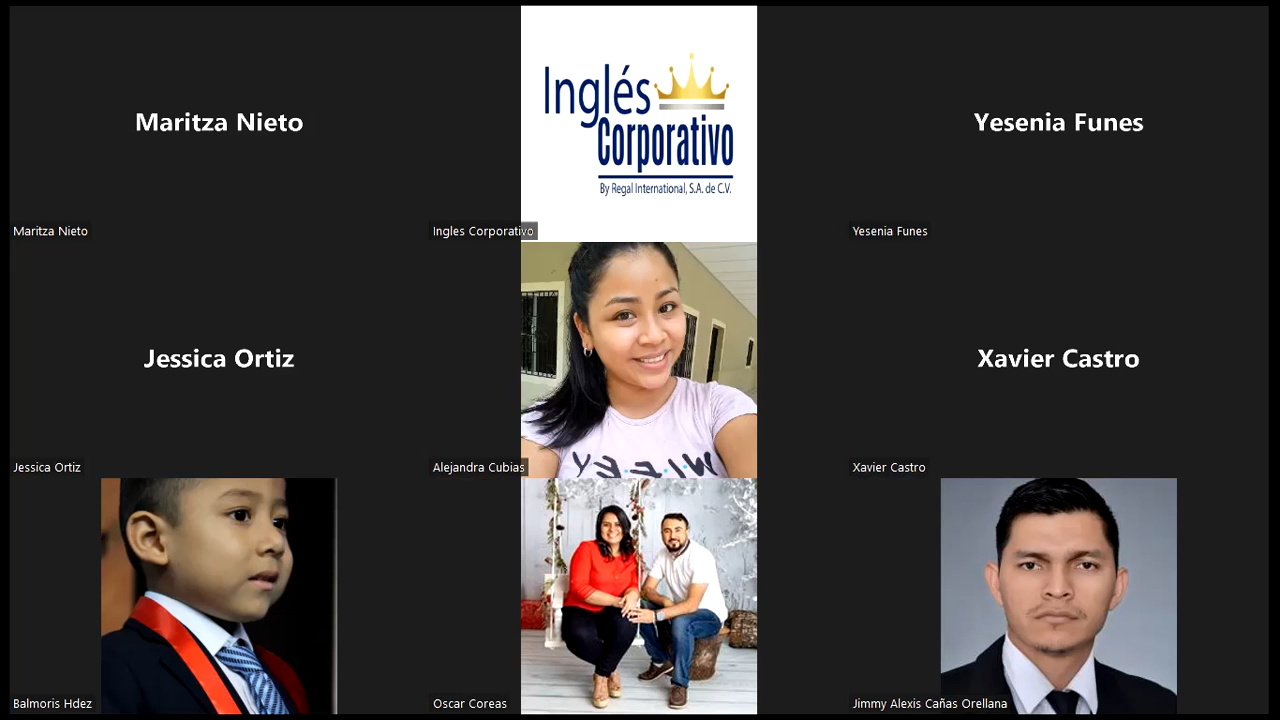 Maritza Nieto
Inglés
Corporativo
By Regal International, S.A. de C.V.
Yesenia Funes
Maritza Nieto
Ingles Corporativo
Yesenia Funes
Jessica Ortiz
Xavier Castro
WIFEY
Jessica Ortiz
Alejandra Cubias
Xavier Castro
Balmoris Hdez
Oscar Coreas
Jimmy Alexis Cañas Orellana